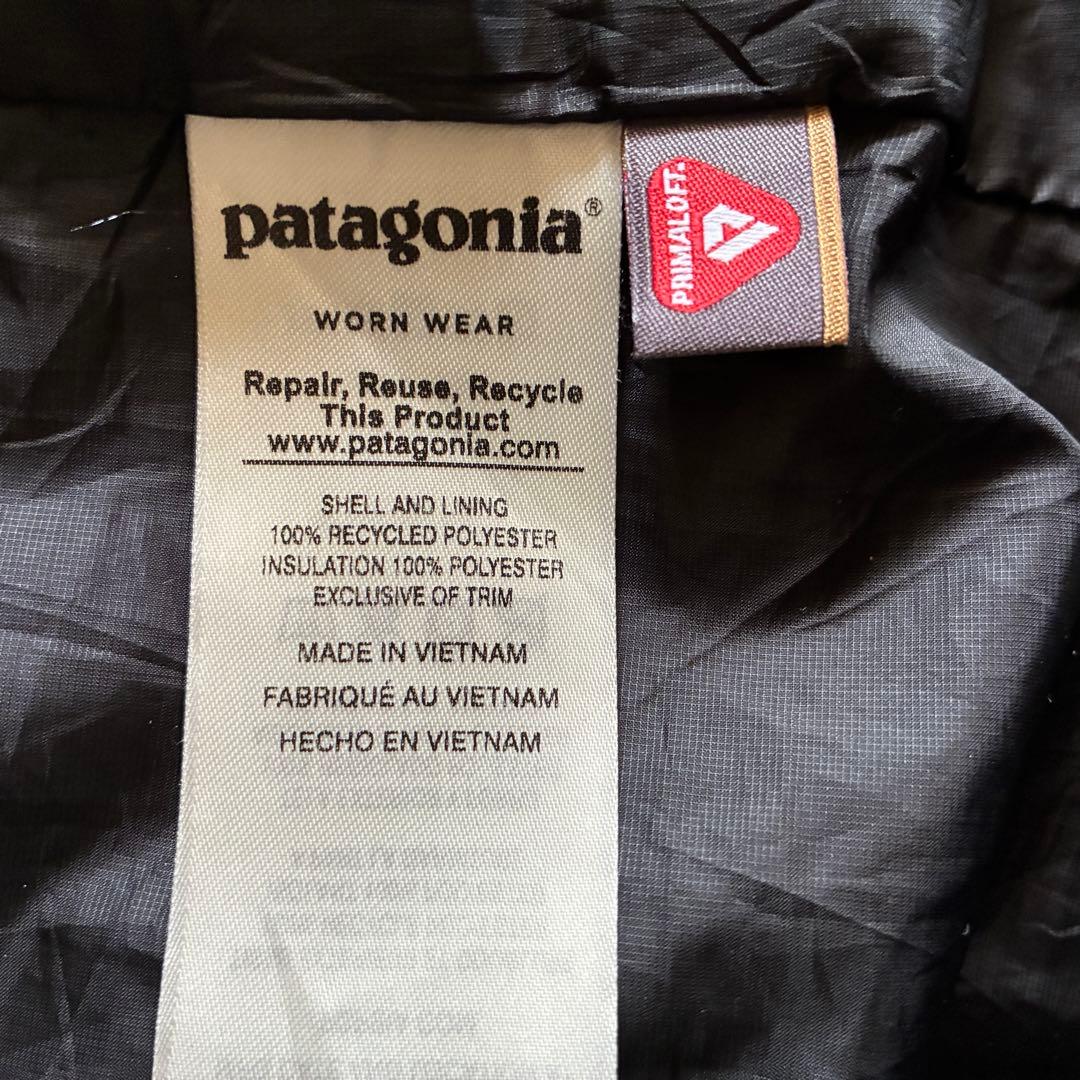 patagonia®
WORN WEAR
Repair, Reuse, Recycle
This Product
www.patagonia.com
SHELL AND LINING
100% RECYCLED POLYESTER
INSULATION 100% POLYESTER
EXCLUSIVE OF TRIM
MADE IN VIETNAM
FABRIQUÉ AU VIETNAM
HECHO EN VIETNAM
PRIMALOFT.